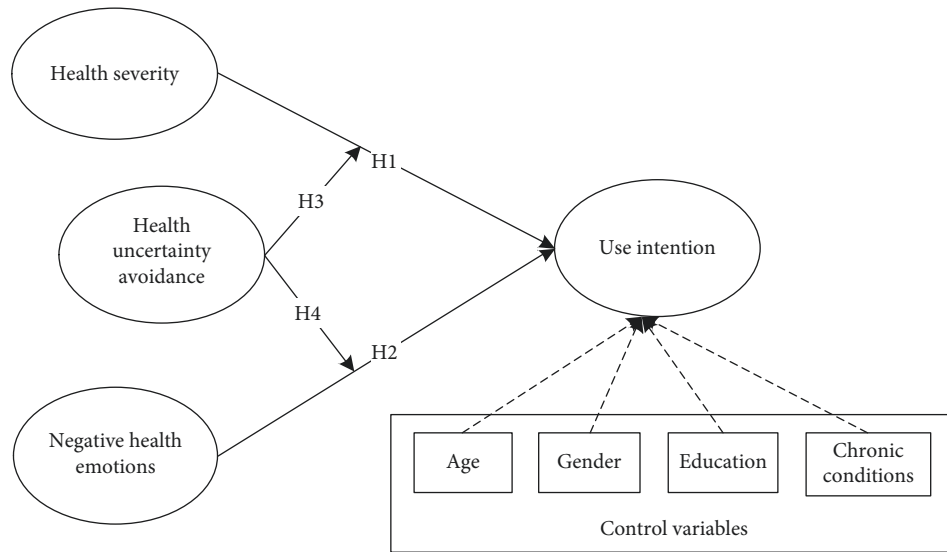 Health severity
H1
H3
Health
uncertainty
avoidance
Use intention
H4
H2
Negative health
emotions
Age
Gender
Education
Chronic
conditions
Control variables